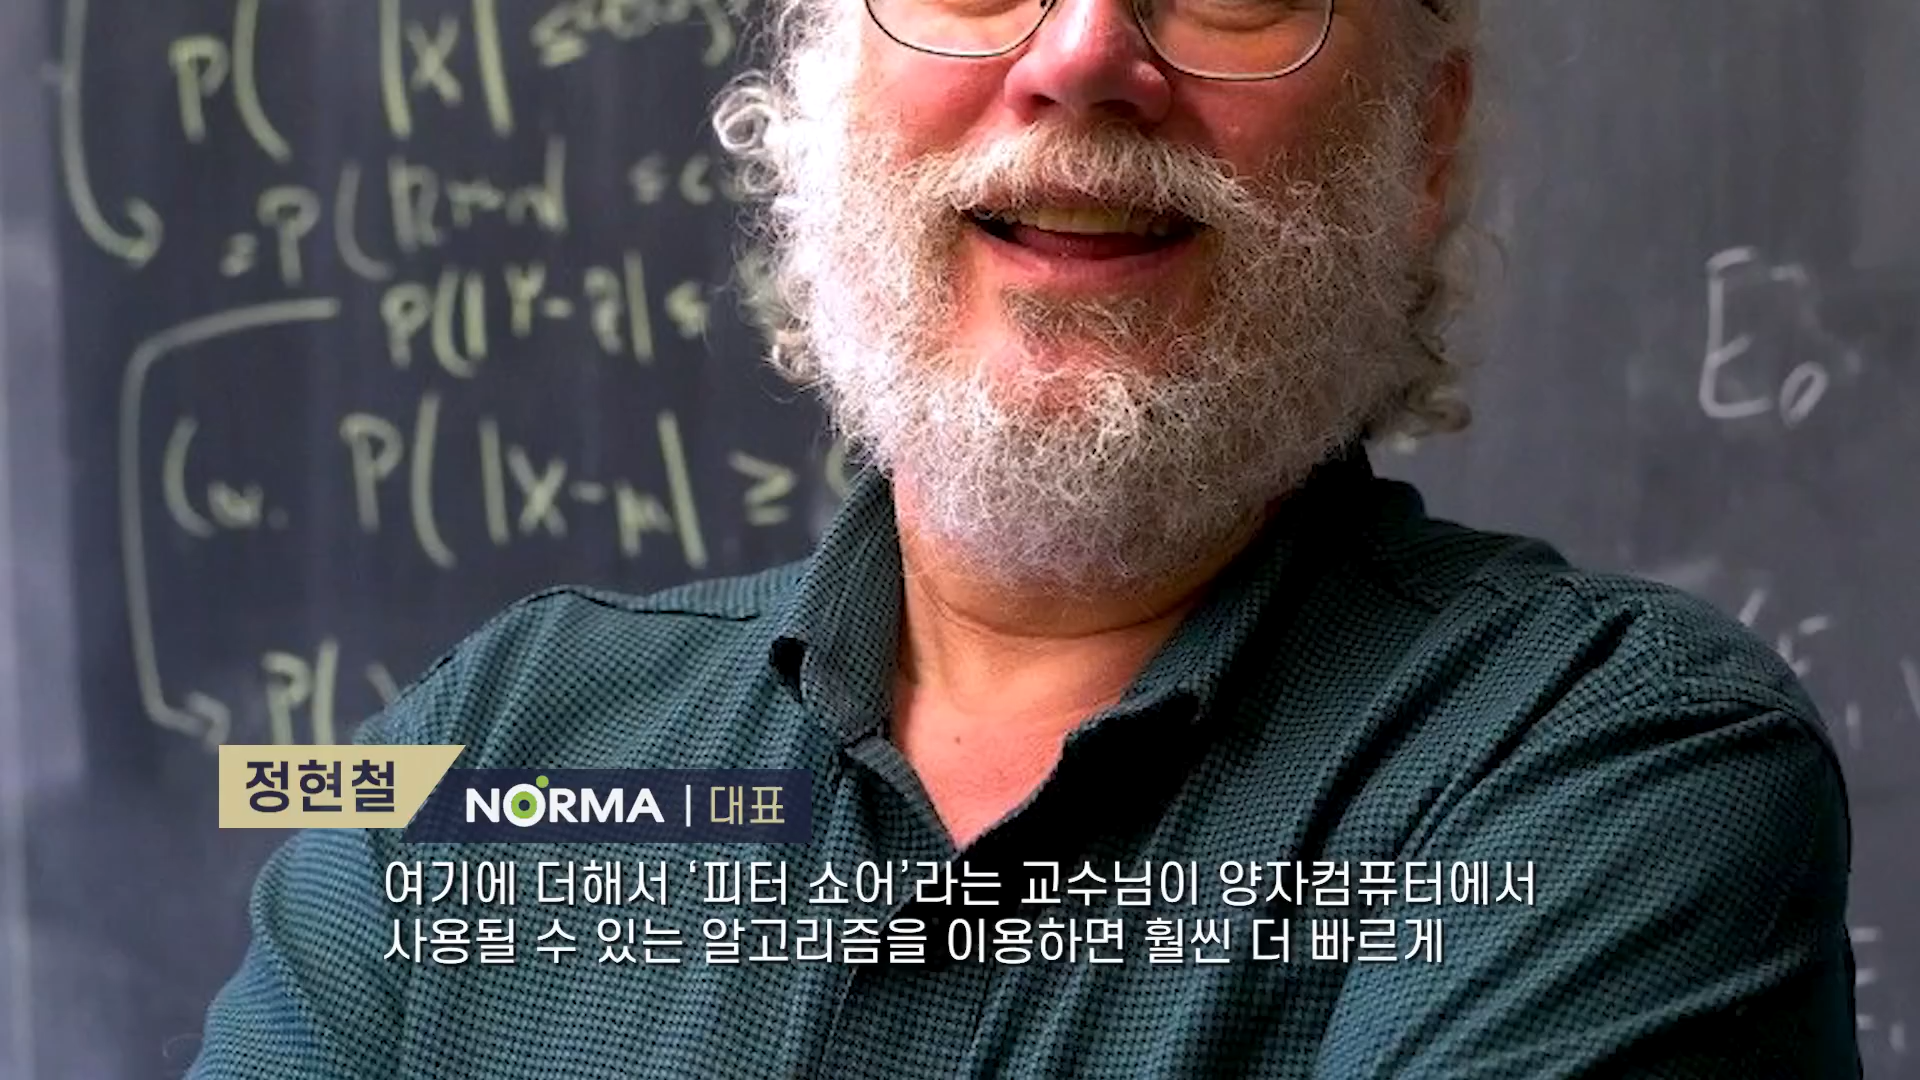 P( |X|
= P(
P(| Y-2| ≤
P( |X-μ| ≥
E₀
P(
정현철
NORMA | 대표
여기에 더해서 ‘피터 쇼어’라는 교수님이 양자컴퓨터에서
사용될 수 있는 알고리즘을 이용하면 훨씬 더 빠르게